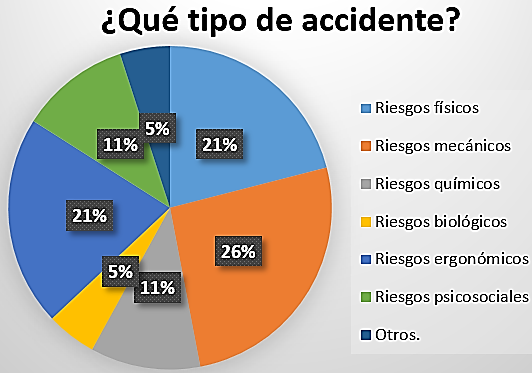 ¿Qué tipo de accidente?
5%
11%
21%
21%
26%
5%
11%
Riesgos físicos
Riesgos mecánicos
Riesgos químicos
Riesgos biológicos
Riesgos ergonómicos
Riesgos psicosociales
Otros.